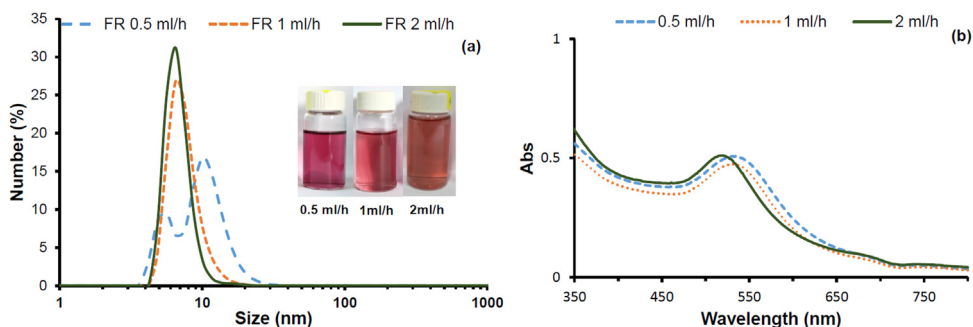 FR 0.5 ml/h FR 1 ml/h FR 2 ml/h
(a)
35
30
25
20
15
10
5
0
Number (%)
1 10 100 1000
Size (nm)
0.5 ml/h 1ml/h 2ml/h
0.5 ml/h 1 ml/h 2 ml/h
(b)
1
0.5
0
Abs
350 450 550 650 750
Wavelength (nm)